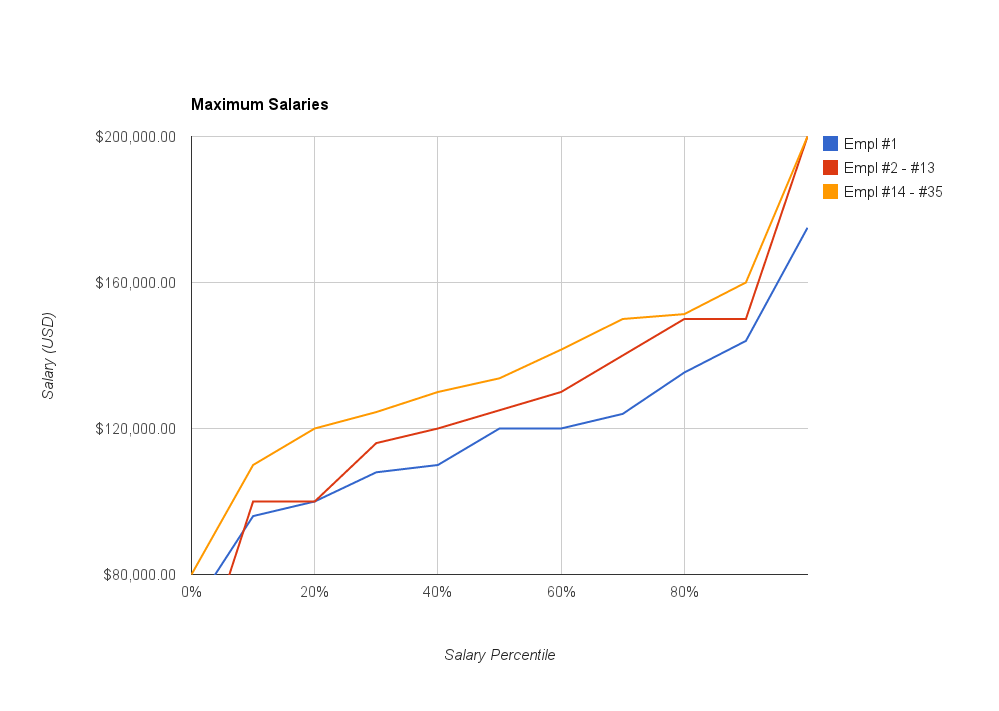 Maximum Salaries
$200,000.00
$160,000.00
$120,000.00
$80,000.00
Salary (USD)
0% 20% 40% 60% 80%
Salary Percentile
Empl #1
Empl #2 - #13
Empl #14 - #35